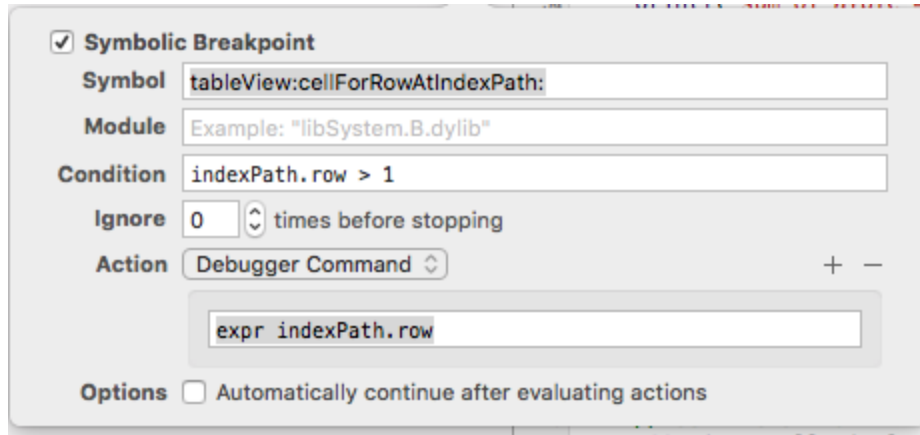 Symbolic Breakpoint
Symbol tableView:cellForRowAtIndexPath:
Module Example: "libSystem.B.dylib"
Condition indexPath.row > 1
Ignore 0 times before stopping
Action Debugger Command + −
expr indexPath.row
Options Automatically continue after evaluating actions